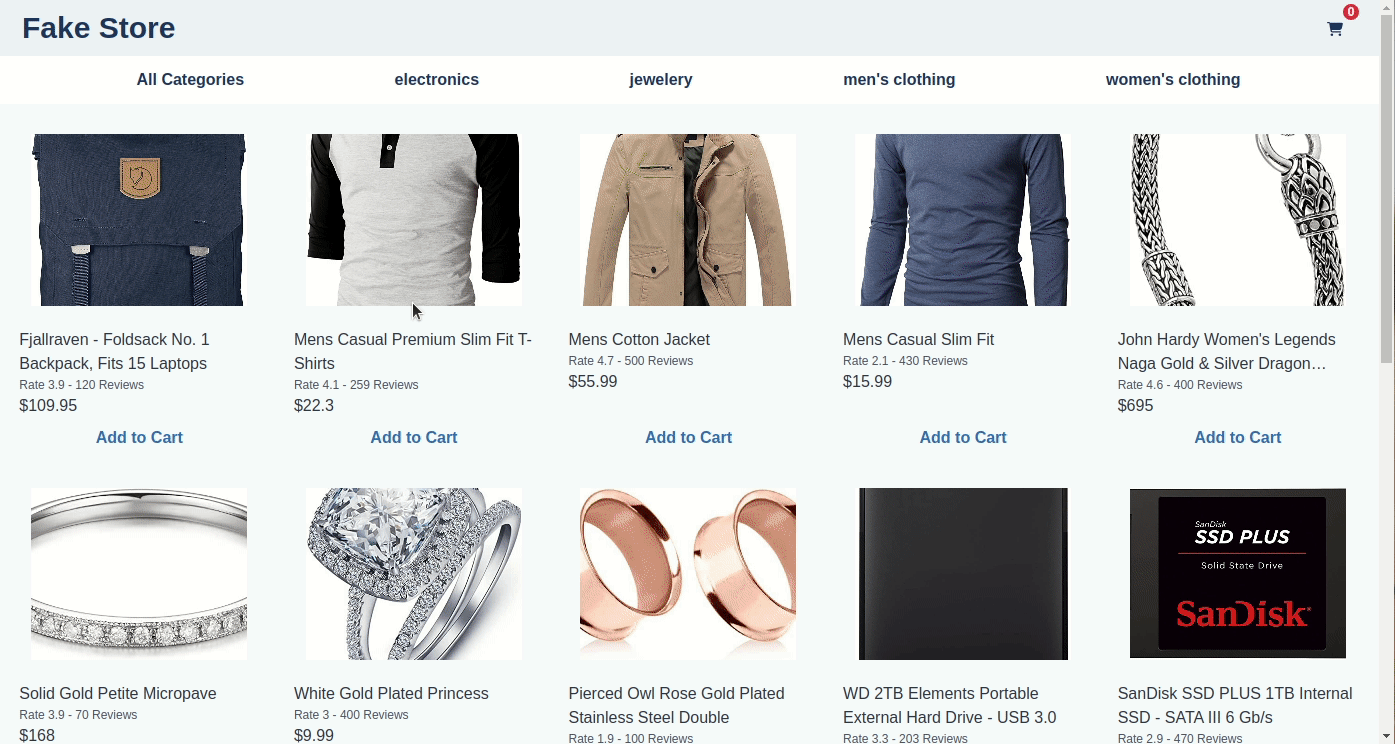 Fake Store
0
All Categories
electronics
jewelery
men's clothing
women's clothing
Fjallraven - Foldsack No. 1
Backpack, Fits 15 Laptops
Rate 3.9 - 120 Reviews
$109.95
Add to Cart
Mens Casual Premium Slim Fit T-
Shirts
Rate 4.1 - 259 Reviews
$22.3
Add to Cart
Mens Cotton Jacket
Rate 4.7 - 500 Reviews
$55.99
Add to Cart
Mens Casual Slim Fit
Rate 2.1 - 430 Reviews
$15.99
Add to Cart
John Hardy Women's Legends
Naga Gold & Silver Dragon…
Rate 4.6 - 400 Reviews
$695
Add to Cart
Solid Gold Petite Micropave
Rate 3.9 - 70 Reviews
$168
White Gold Plated Princess
Rate 3 - 400 Reviews
$9.99
Pierced Owl Rose Gold Plated
Stainless Steel Double
Rate 1.9 - 100 Reviews
WD 2TB Elements Portable
External Hard Drive - USB 3.0
Rate 3.3 - 203 Reviews
SanDisk
SSD PLUS
Solid State Drive
SanDisk
SanDisk SSD PLUS 1TB Internal
SSD - SATA III 6 Gb/s
Rate 2.9 - 470 Reviews